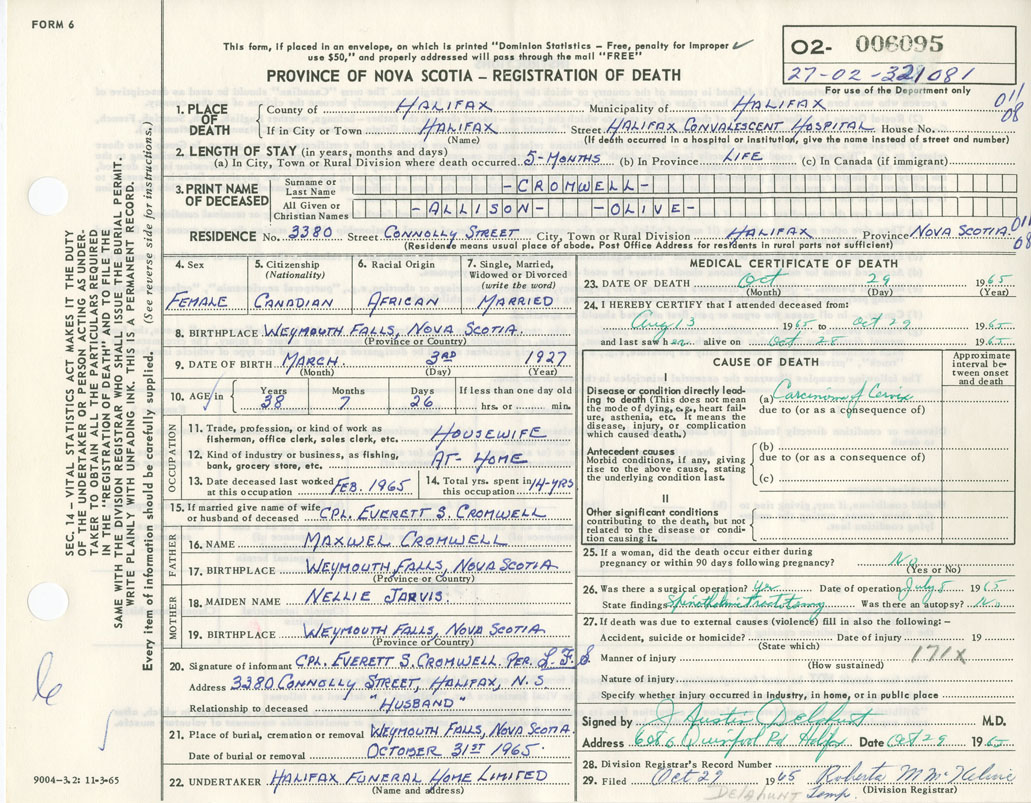 FORM 6
This form, if placed in an envelope, on which is printed "Dominion Statistics – Free, penalty for improper
use $50," and properly addressed will pass through the mail "FREE"
PROVINCE OF NOVA SCOTIA – REGISTRATION OF DEATH
02- 006095
27-02-321081
For use of the Department only
011
08
SEC. 14 – VITAL STATISTICS ACT MAKES IT THE DUTY
OF THE UNDERTAKER OR PERSON ACTING AS UNDER-
TAKER TO OBTAIN ALL THE PARTICULARS REQUIRED
IN THE "REGISTRATION OF DEATH" AND TO FILE THE
SAME WITH THE DIVISION REGISTRAR WHO SHALL ISSUE THE BURIAL PERMIT.
WRITE PLAINLY WITH UNFADING INK. THIS IS A PERMANENT RECORD.
Every item of information should be carefully supplied. (See reverse side for instructions.)
1. PLACE OF DEATH
County of HALIFAX Municipality of HALIFAX
If in City or Town HALIFAX Street HALIFAX CONVALESCENT HOSPITAL House No.
(Name) (If death occurred in a hospital or institution, give the name instead of street and number)
2. LENGTH OF STAY (in years, months and days)
(a) In City, Town or Rural Division where death occurred 5-MONTHS (b) In Province LIFE (c) In Canada (if immigrant)
3. PRINT NAME OF DECEASED
Surname or Last Name -CROMWELL-
All Given or Christian Names -ALLISON- -OLIVE-
RESIDENCE No. 3380 Street CONNOLLY STREET City, Town or Rural Division HALIFAX Province NOVA SCOTIA. 011
08
(Residence means usual place of abode. Post Office Address for residents in rural parts not sufficient)
4. Sex FEMALE
5. Citizenship (Nationality) CANADIAN
6. Racial Origin AFRICAN
7. Single, Married, Widowed or Divorced (write the word) MARRIED
8. BIRTHPLACE WEYMOUTH FALLS, NOVA SCOTIA.
(Province or Country)
9. DATE OF BIRTH MARCH 3RD 1927
(Month) (Day) (Year)
10. AGE in Years 38 Months 7 Days 26 If less than one day old hrs. or min.
OCCUPATION
11. Trade, profession, or kind of work as fisherman, office clerk, sales clerk, etc. HOUSEWIFE
12. Kind of industry or business, as fishing, bank, grocery store, etc. AT-HOME
13. Date deceased last worked at this occupation FEB. 1965
14. Total yrs. spent in this occupation 14-YRS
15. If married give name of wife or husband of deceased CPL. EVERETT S. CROMWELL
FATHER
16. NAME MAXWEL CROMWELL
17. BIRTHPLACE WEYMOUTH FALLS, NOVA SCOTIA
(Province or Country)
MOTHER
18. MAIDEN NAME NELLIE JARVIS.
19. BIRTHPLACE WEYMOUTH FALLS, NOVA SCOTIA
(Province or Country)
20. Signature of informant CPL. EVERETT S. CROMWELL. PER. L.F.S
Address 3380 CONNOLLY STREET, HALIFAX, N.S
Relationship to deceased "HUSBAND"
21. Place of burial, cremation or removal WEYMOUTH FALLS, NOVA SCOTIA
Date of burial or removal OCTOBER 31ST 1965.
22. UNDERTAKER HALIFAX FUNERAL HOME LIMITED
(Name and address)
9004-3.2: 11-3-65
MEDICAL CERTIFICATE OF DEATH
23. DATE OF DEATH Oct 29 1965
(Month) (Day) (Year)
24. I HEREBY CERTIFY that I attended deceased from:
Aug 13 1965 to Oct 29 1965
and last saw her alive on Oct 28 1965
CAUSE OF DEATH
Approximate interval between onset and death
I
Disease or condition directly leading to death (This does not mean the mode of dying, e.g., heart failure, asthenia, etc. It means the disease, injury, or complication which caused death.)
(a) Carcinoma of Cervix
due to (or as a consequence of)
Antecedent causes
Morbid conditions, if any, giving rise to the above cause, stating the underlying condition last.
(b)
due to (or as a consequence of)
(c)
II
Other significant conditions
contributing to the death, but not related to the disease or condition causing it.
25. If a woman, did the death occur either during pregnancy or within 90 days following pregnancy? No
(Yes or No)
26. Was there a surgical operation? Yes Date of operation July 5 1965
State findings Was there an autopsy? No
27. If death was due to external causes (violence) fill in also the following: –
Accident, suicide or homicide? Date of injury 19
(State which)
Manner of injury 171X
(How sustained)
Nature of injury
Specify whether injury occurred in industry, in home, or in public place
Signed by J Austin Delahunt M.D.
Address Quinpool Rd Halifax Date Oct 29 1965
28. Division Registrar's Record Number
29. Filed Oct 29 1965 Roberta M McKelvie
DELAHUNT Temp. (Division Registrar)